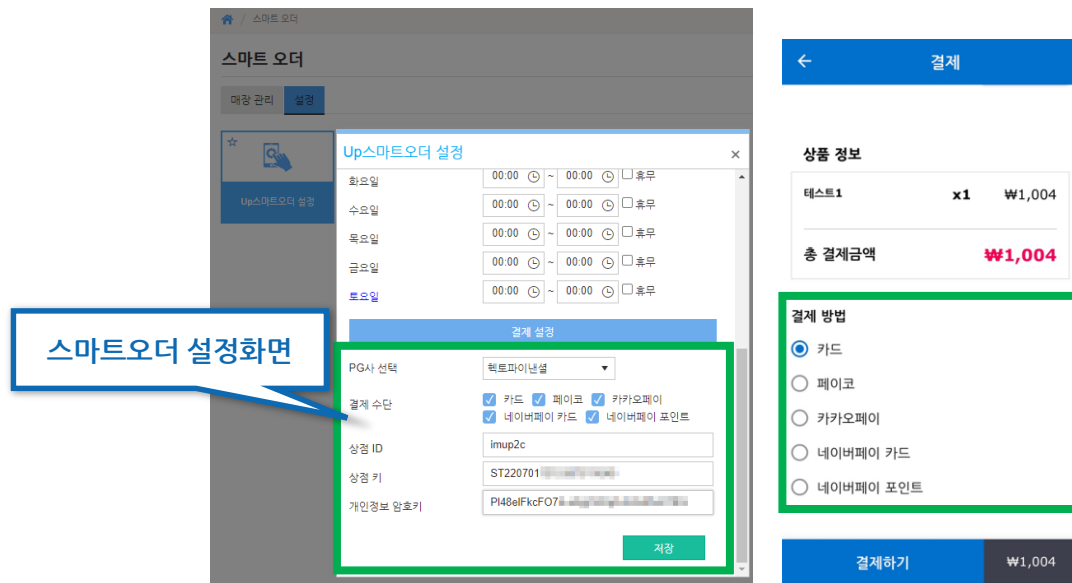 / 스마트 오더
스마트 오더
매장 관리 설정
Up스마트오더 설정
Up스마트오더 설정 ×
화요일 00:00 ~ 00:00 휴무
수요일 00:00 ~ 00:00 휴무
목요일 00:00 ~ 00:00 휴무
금요일 00:00 ~ 00:00 휴무
토요일 00:00 ~ 00:00 휴무
결제 설정
PG사 선택 헥토파이낸셜
결제 수단 카드 페이코 카카오페이
네이버페이 카드 네이버페이 포인트
상점 ID imup2c
상점 키 ST220701
개인정보 암호키 PI48elFkcFO7
저장
스마트오더 설정화면
결제
상품 정보
테스트1 x1 ₩1,004
총 결제금액 ₩1,004
결제 방법
카드
페이코
카카오페이
네이버페이 카드
네이버페이 포인트
결제하기 ₩1,004